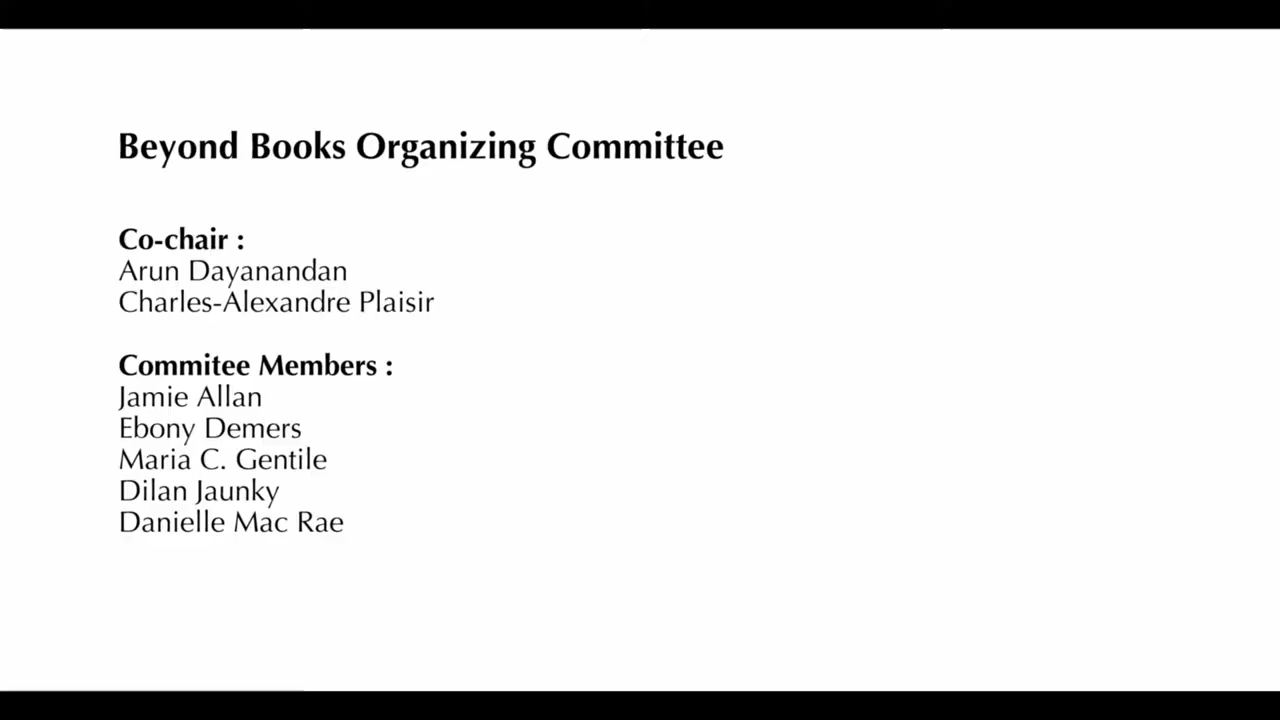 Beyond Books Organizing Committee
Co-chair :
Arun Dayanandan
Charles-Alexandre Plaisir
Commitee Members :
Jamie Allan
Ebony Demers
Maria C. Gentile
Dilan Jaunky
Danielle Mac Rae